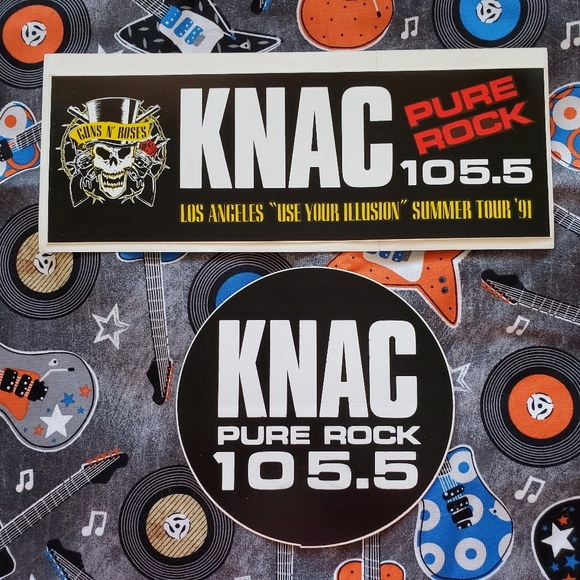 GUNS N' ROSES
KNAC
PURE
ROCK
105.5
LOS ANGELES "USE YOUR ILLUSION" SUMMER TOUR '91
KNAC
PURE ROCK
105.5